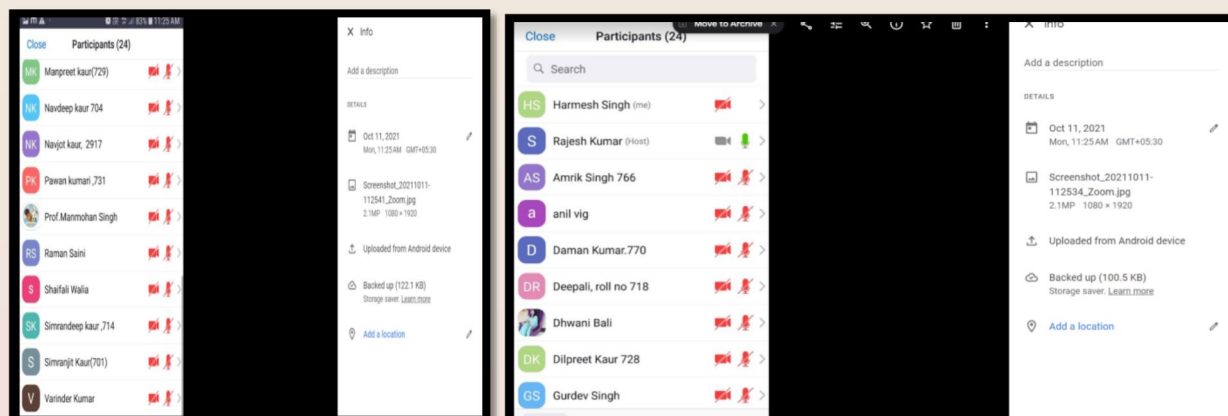 11:25 AM
Close Participants (24)
MK Manpreet kaur(729)
NK Navdeep kaur 704
NK Navjot kaur, 2917
PK Pawan kumari ,731
Prof.Manmohan Singh
RS Raman Saini
S Shaifali Walia
SK Simrandeep kaur ,714
S Simranjit Kaur(701)
V Varinder Kumar
X Info
Add a description
DETAILS
Oct 11, 2021
Mon, 11:25 AM GMT+05:30
Screenshot_20211011-
112541_Zoom.jpg
2.1MP 1080 × 1920
Uploaded from Android device
Backed up (122.1 KB)
Storage saver. Learn more
Add a location
Move to Archive ×
Close Participants (24)
Search
HS Harmesh Singh (me)
S Rajesh Kumar (Host)
AS Amrik Singh 766
a anil vig
D Daman Kumar.770
DR Deepali, roll no 718
Dhwani Bali
DK Dilpreet Kaur 728
GS Gurdev Singh
X Info
Add a description
DETAILS
Oct 11, 2021
Mon, 11:25 AM GMT+05:30
Screenshot_20211011-
112534_Zoom.jpg
2.1MP 1080 × 1920
Uploaded from Android device
Backed up (100.5 KB)
Storage saver. Learn more
Add a location